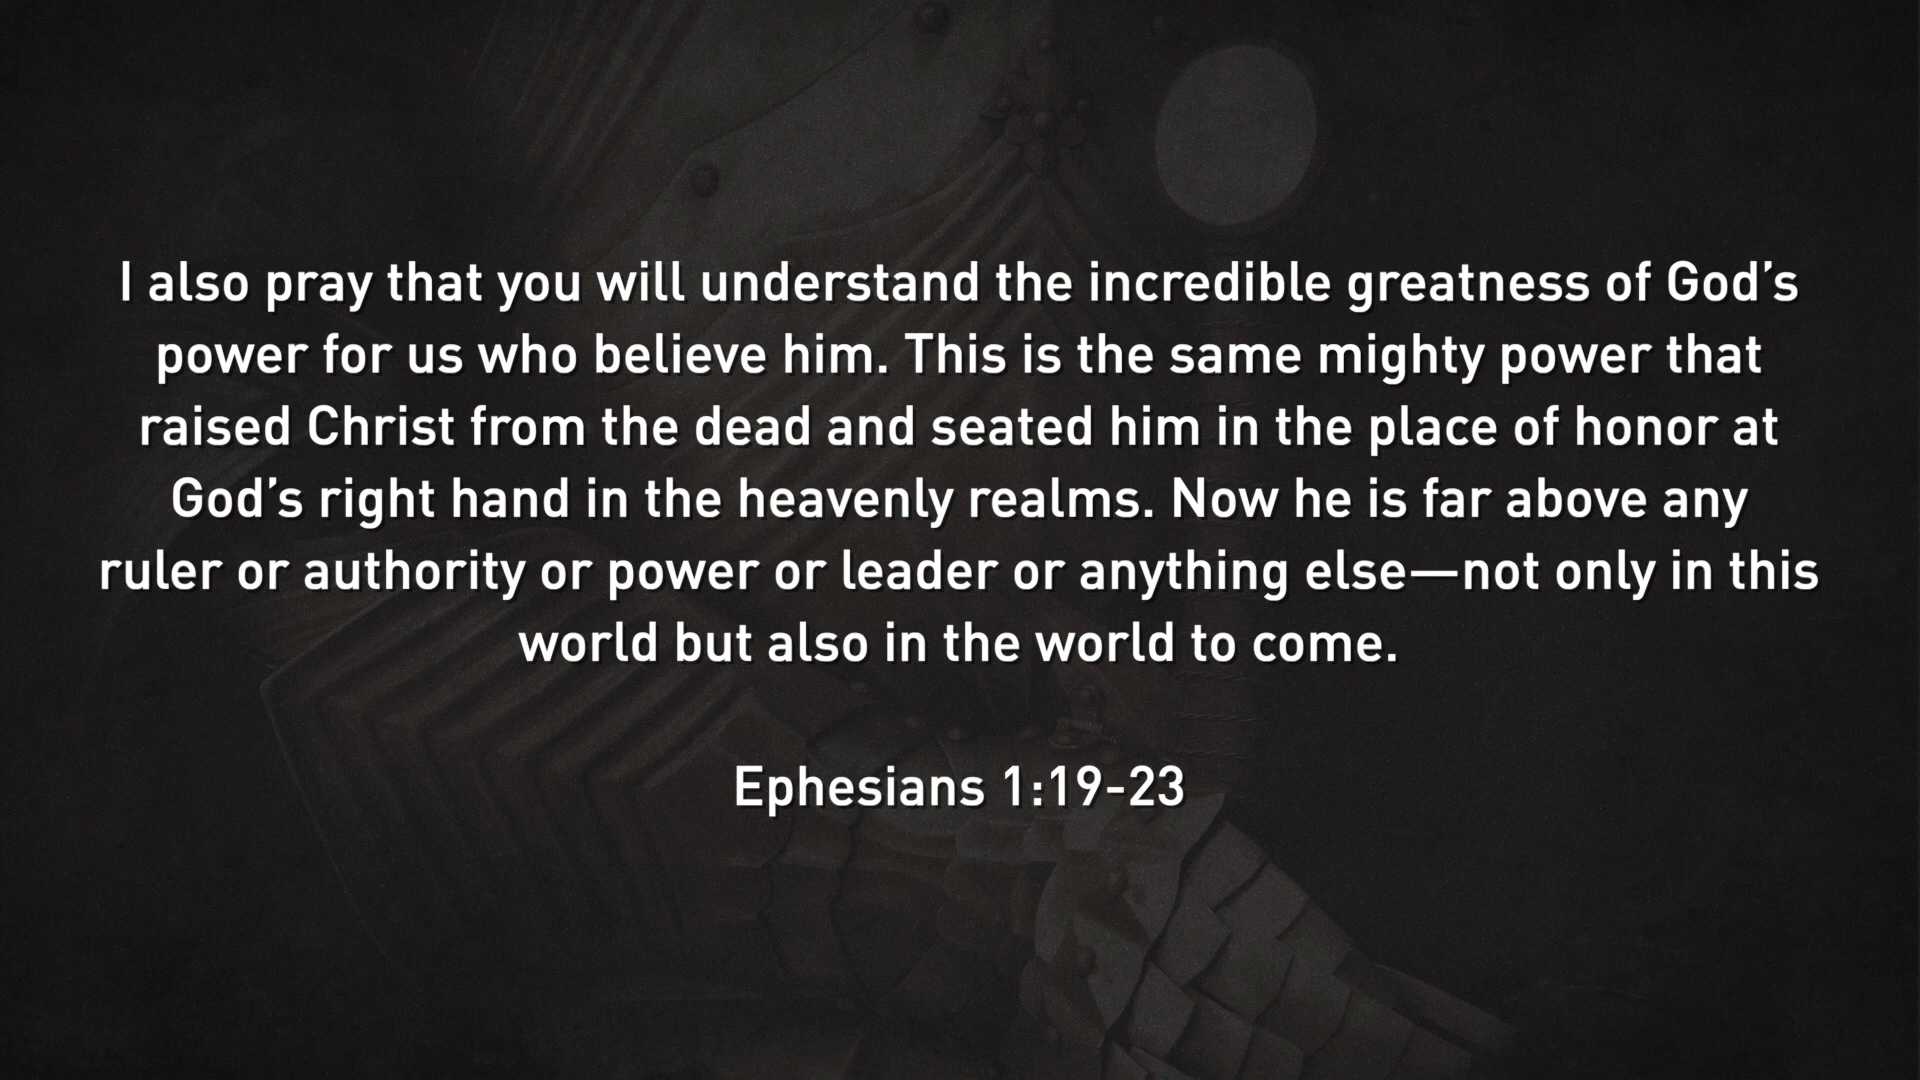 I also pray that you will understand the incredible greatness of God’s
power for us who believe him. This is the same mighty power that
raised Christ from the dead and seated him in the place of honor at
God’s right hand in the heavenly realms. Now he is far above any
ruler or authority or power or leader or anything else—not only in this
world but also in the world to come.
Ephesians 1:19-23